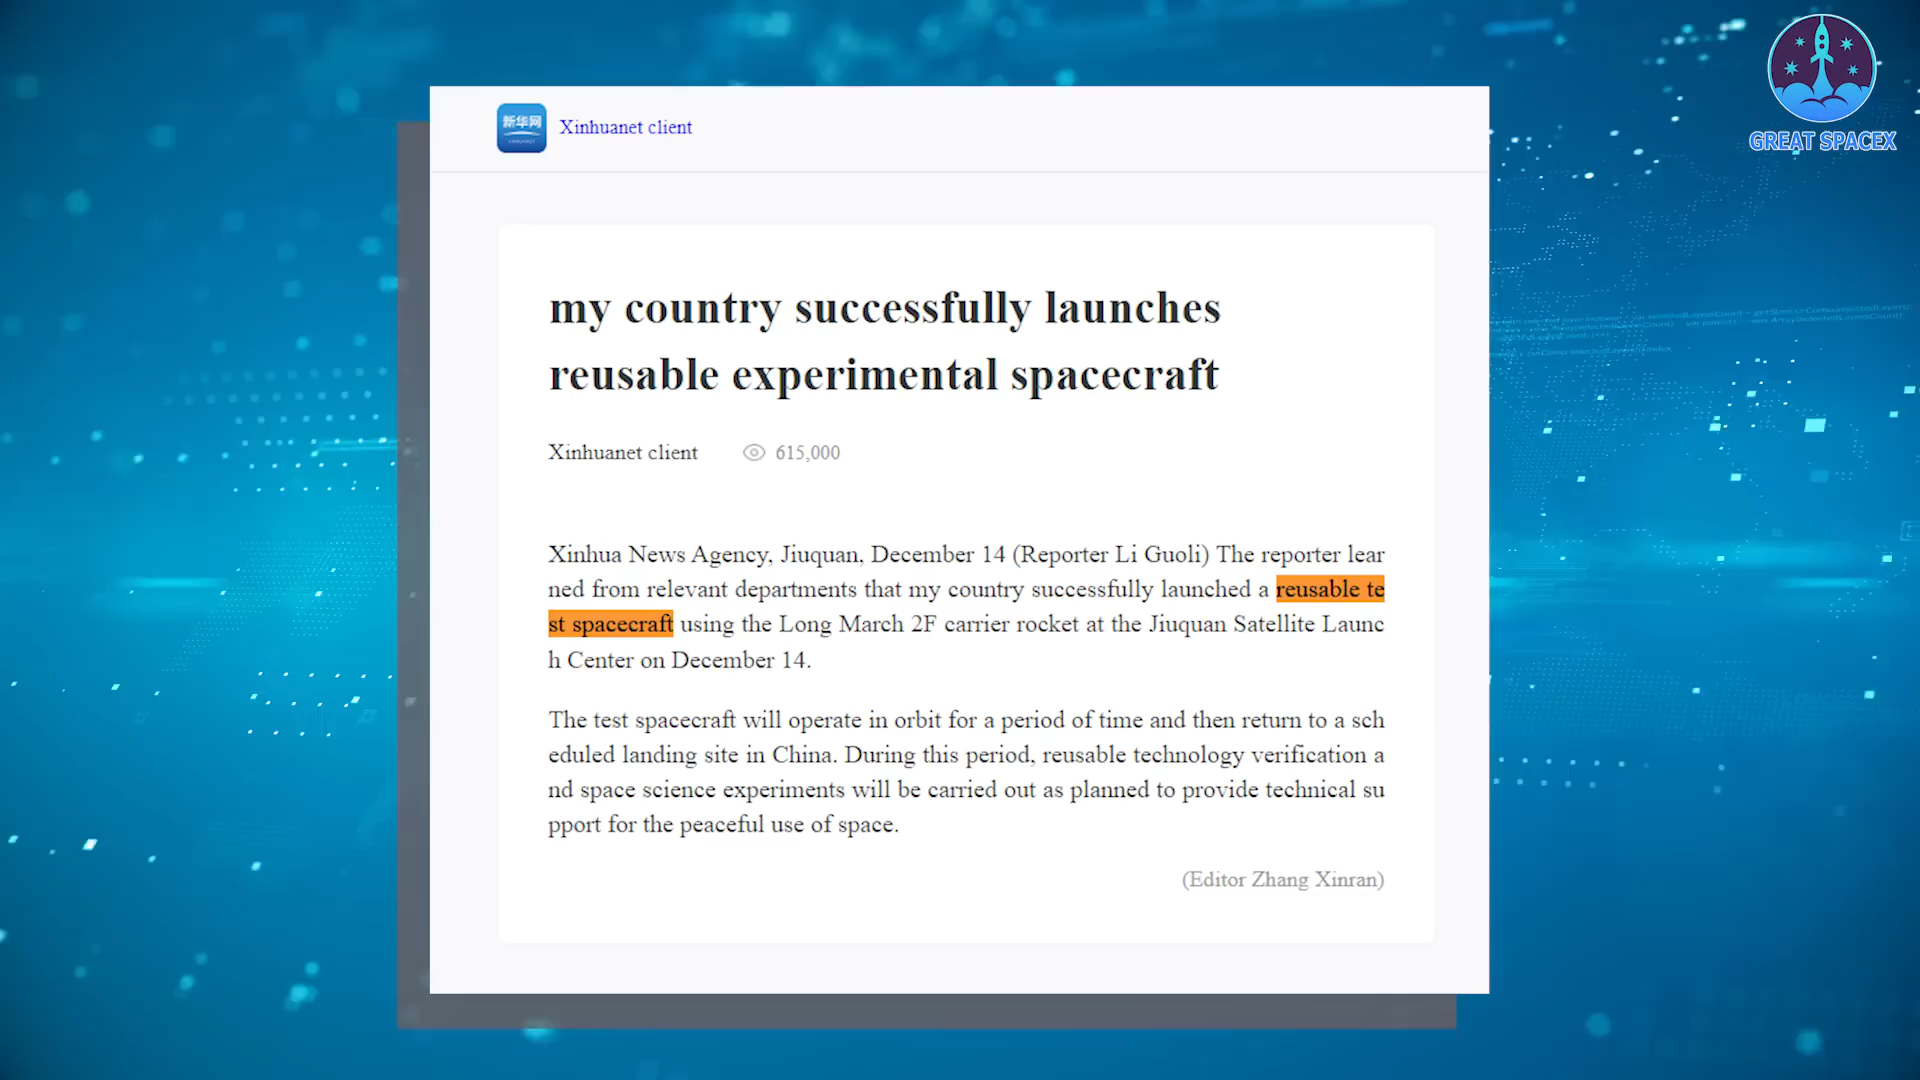 GREAT SPACEX
新华网
Xinhuanet client
my country successfully launches
reusable experimental spacecraft
Xinhuanet client 615,000
Xinhua News Agency, Jiuquan, December 14 (Reporter Li Guoli) The reporter lear
ned from relevant departments that my country successfully launched a reusable te
st spacecraft using the Long March 2F carrier rocket at the Jiuquan Satellite Launc
h Center on December 14.
The test spacecraft will operate in orbit for a period of time and then return to a sch
eduled landing site in China. During this period, reusable technology verification a
nd space science experiments will be carried out as planned to provide technical su
pport for the peaceful use of space.
(Editor Zhang Xinran)